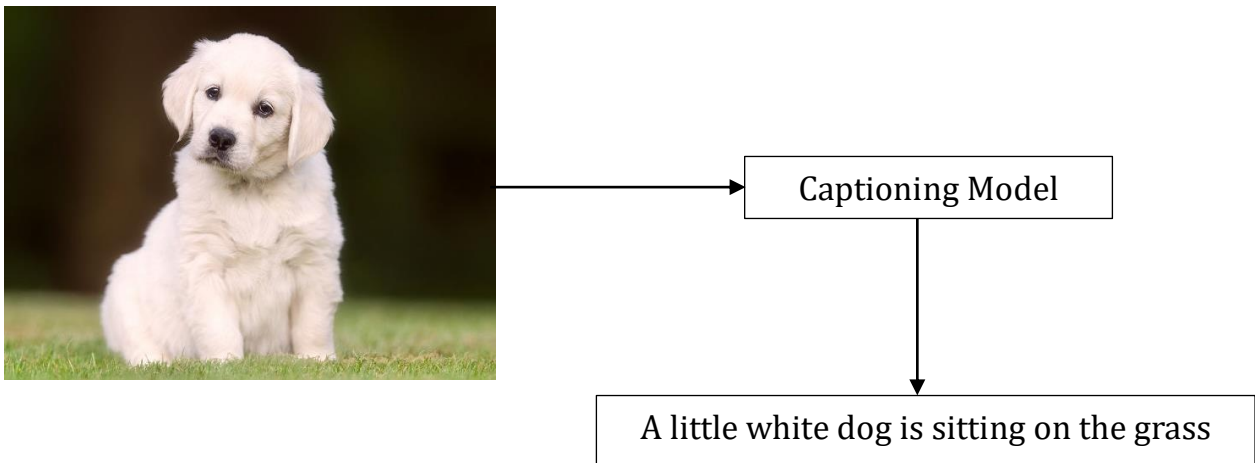 Captioning Model
A little white dog is sitting on the grass